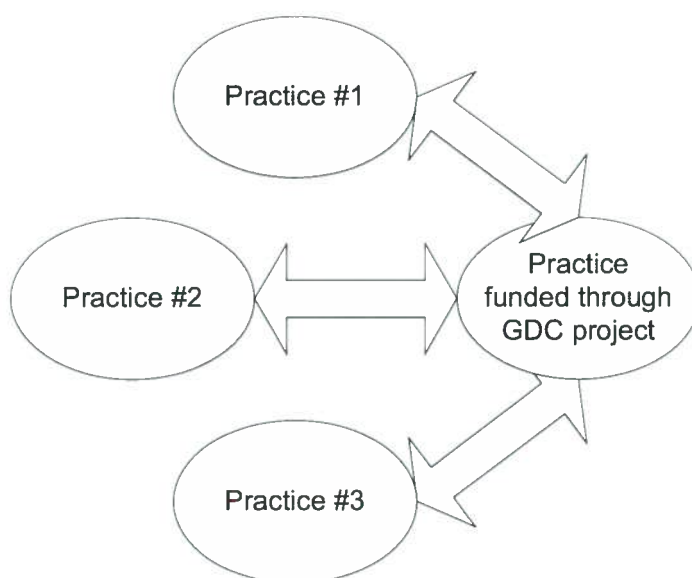 Practice #1
Practice #2
Practice
funded through
GDC project
Practice #3